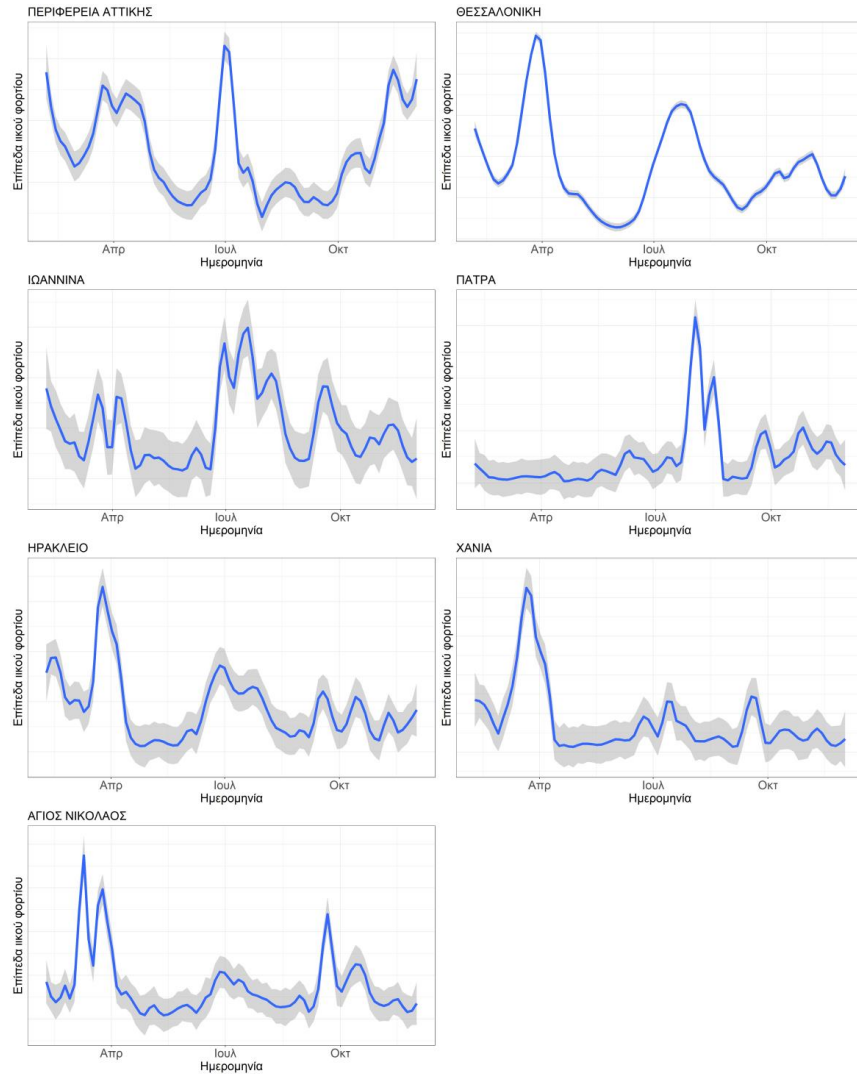 ΠΕΡΙΦΕΡΕΙΑ ΑΤΤΙΚΗΣ
Επίπεδα ιικού φορτίου
Απρ
Ιουλ
Οκτ
Ημερομηνία
ΘΕΣΣΑΛΟΝΙΚΗ
Επίπεδα ιικού φορτίου
Απρ
Ιουλ
Οκτ
Ημερομηνία
ΙΩΑΝΝΙΝΑ
Επίπεδα ιικού φορτίου
Απρ
Ιουλ
Οκτ
Ημερομηνία
ΠΑΤΡΑ
Επίπεδα ιικού φορτίου
Απρ
Ιουλ
Οκτ
Ημερομηνία
ΗΡΑΚΛΕΙΟ
Επίπεδα ιικού φορτίου
Απρ
Ιουλ
Οκτ
Ημερομηνία
ΧΑΝΙΑ
Επίπεδα ιικού φορτίου
Απρ
Ιουλ
Οκτ
Ημερομηνία
ΑΓΙΟΣ ΝΙΚΟΛΑΟΣ
Επίπεδα ιικού φορτίου
Απρ
Ιουλ
Οκτ
Ημερομηνία